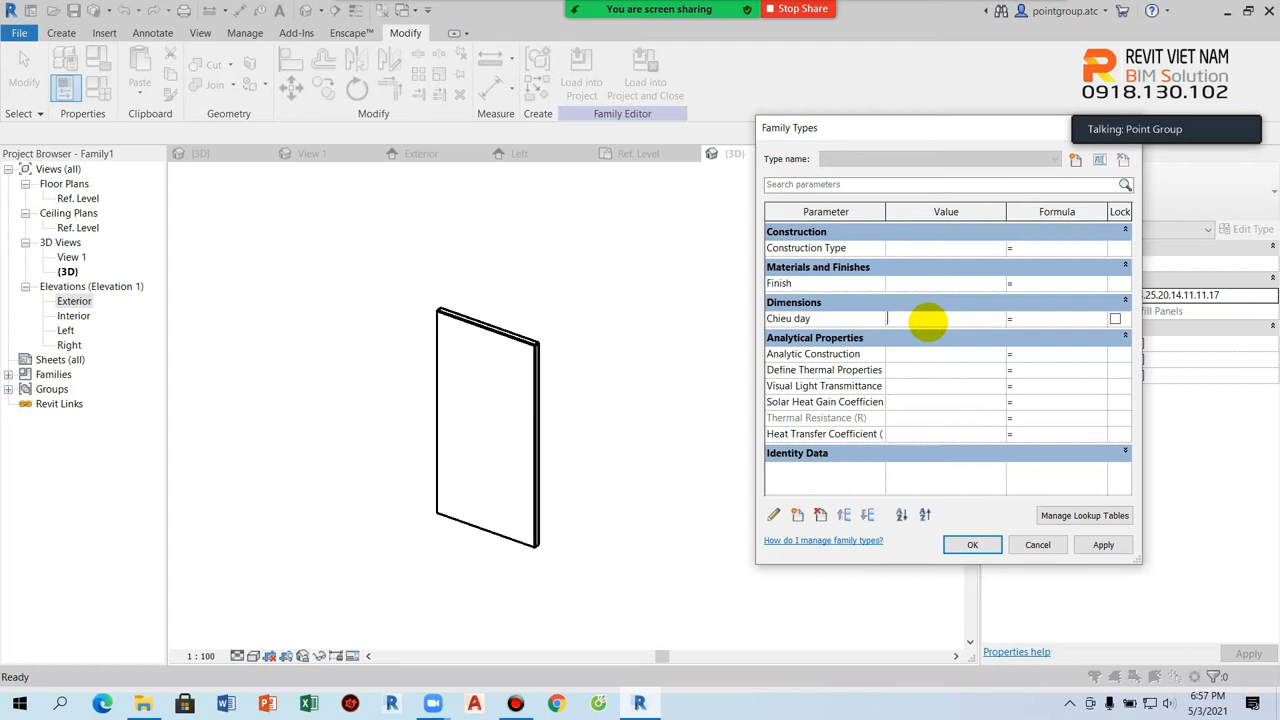 You are screen sharing
Stop Share
pointgroup.atc
File
Create
Insert
Annotate
View
Manage
Add-Ins
Enscape™
Modify
REVIT VIET NAM
BIM Solution
0918.130.102
Modify
Cut
Join
Paste
Load into
Project
Load into
Project and Close
Select
Properties
Clipboard
Geometry
Modify
Measure
Create
Family Editor
Talking: Point Group
Project Browser - Family1
{3D}
View 1
Exterior
Left
Ref. Level
{3D}
Views (all)
Floor Plans
Ref. Level
Ceiling Plans
Ref. Level
3D Views
View 1
{3D}
Elevations (Elevation 1)
Exterior
Interior
Left
Right
Sheets (all)
Families
Groups
Revit Links
Family Types
Type name:
Search parameters
Parameter Value Formula Lock
Construction
Construction Type =
Materials and Finishes
Finish =
Dimensions
Chieu day =
Analytical Properties
Analytic Construction =
Define Thermal Properties
Visual Light Transmittance =
Solar Heat Gain Coefficien =
Thermal Resistance (R) =
Heat Transfer Coefficient ( =
Identity Data
Manage Lookup Tables
How do I manage family types?
OK
Cancel
Apply
Edit Type
.25.20.14.11.11.17
fill Panels
1 : 100
Properties help
Apply
Ready
:0
6:57 PM
5/3/2021